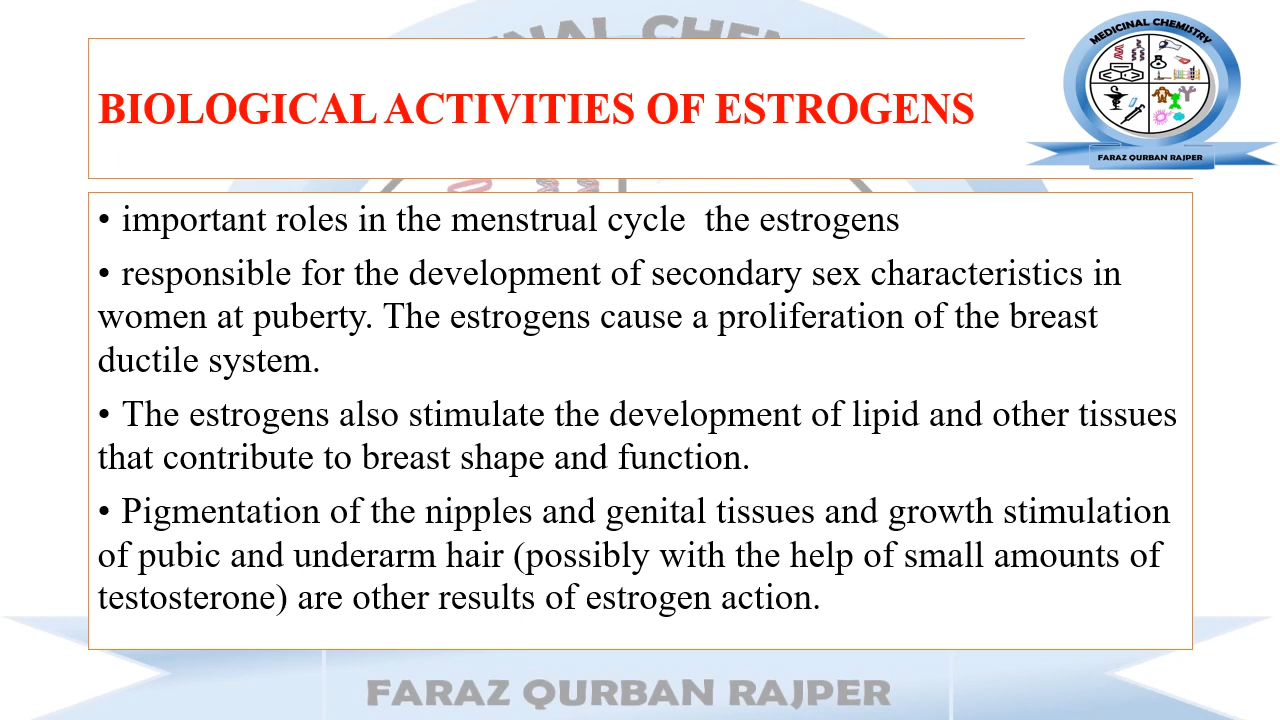 MEDICINAL CHEMISTRY
FARAZ QURBAN RAJPER
BIOLOGICAL ACTIVITIES OF ESTROGENS
• important roles in the menstrual cycle  the estrogens
• responsible for the development of secondary sex characteristics in
women at puberty. The estrogens cause a proliferation of the breast
ductile system.
• The estrogens also stimulate the development of lipid and other tissues
that contribute to breast shape and function.
• Pigmentation of the nipples and genital tissues and growth stimulation
of pubic and underarm hair (possibly with the help of small amounts of
testosterone) are other results of estrogen action.
FARAZ QURBAN RAJPER